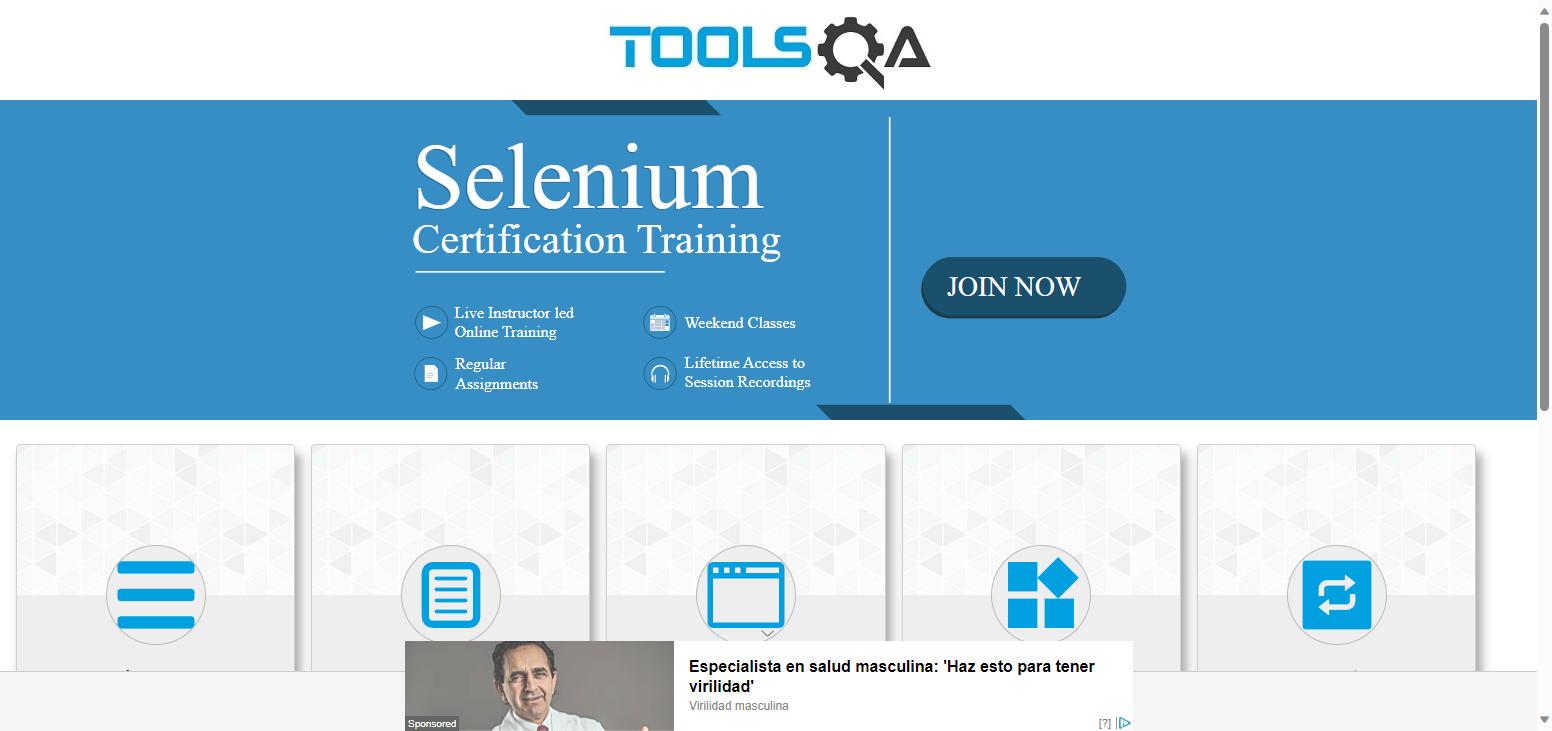 TOOLSQA
Selenium
Certification Training
Live Instructor led
Online Training
Weekend Classes
Regular
Assignments
Lifetime Access to
Session Recordings
JOIN NOW
Especialista en salud masculina: 'Haz esto para tener
virilidad'
Virilidad masculina
Sponsored
[?]